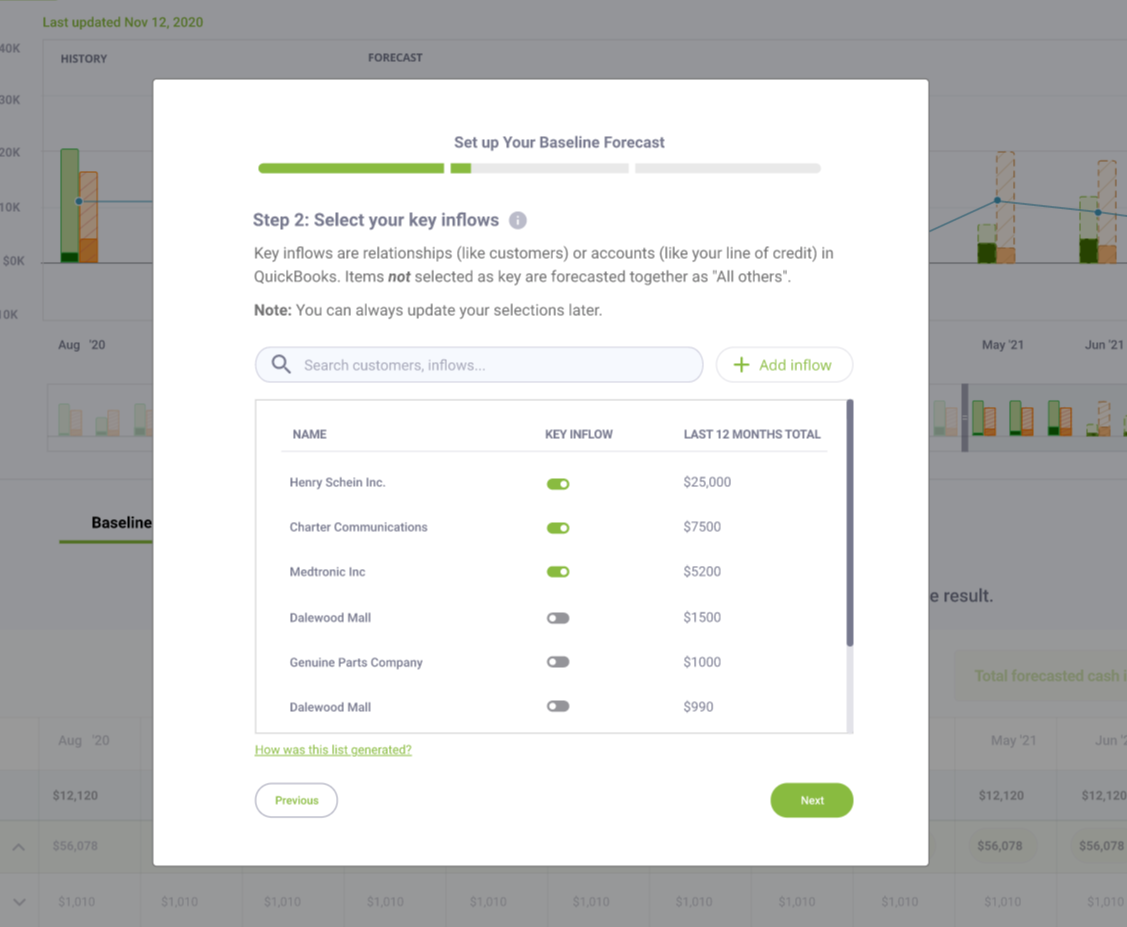 Last updated Nov 12, 2020
40K
HISTORY
FORECAST
30K
20K
10K
$0K
10K
Aug '20
May '21
Jun '21
Set up Your Baseline Forecast
Step 2: Select your key inflows
Key inflows are relationships (like customers) or accounts (like your line of credit) in
QuickBooks. Items not selected as key are forecasted together as "All others".
Note: You can always update your selections later.
Search customers, inflows...
+ Add inflow
NAME KEY INFLOW LAST 12 MONTHS TOTAL
Henry Schein Inc. $25,000
Charter Communications $7500
Medtronic Inc $5200
Dalewood Mall $1500
Genuine Parts Company $1000
Dalewood Mall $990
How was this list generated?
Previous
Next
Baseline
e result.
Total forecasted cash i
Aug '20 May '21 Jun '2
$12,120 $12,120 $12,120
$56,078 $56,078 $56,078
$1,010 $1,010 $1,010 $1,010 $1,010 $1,010 $1,010 $1,010 $1,010 $1,010 $1,010